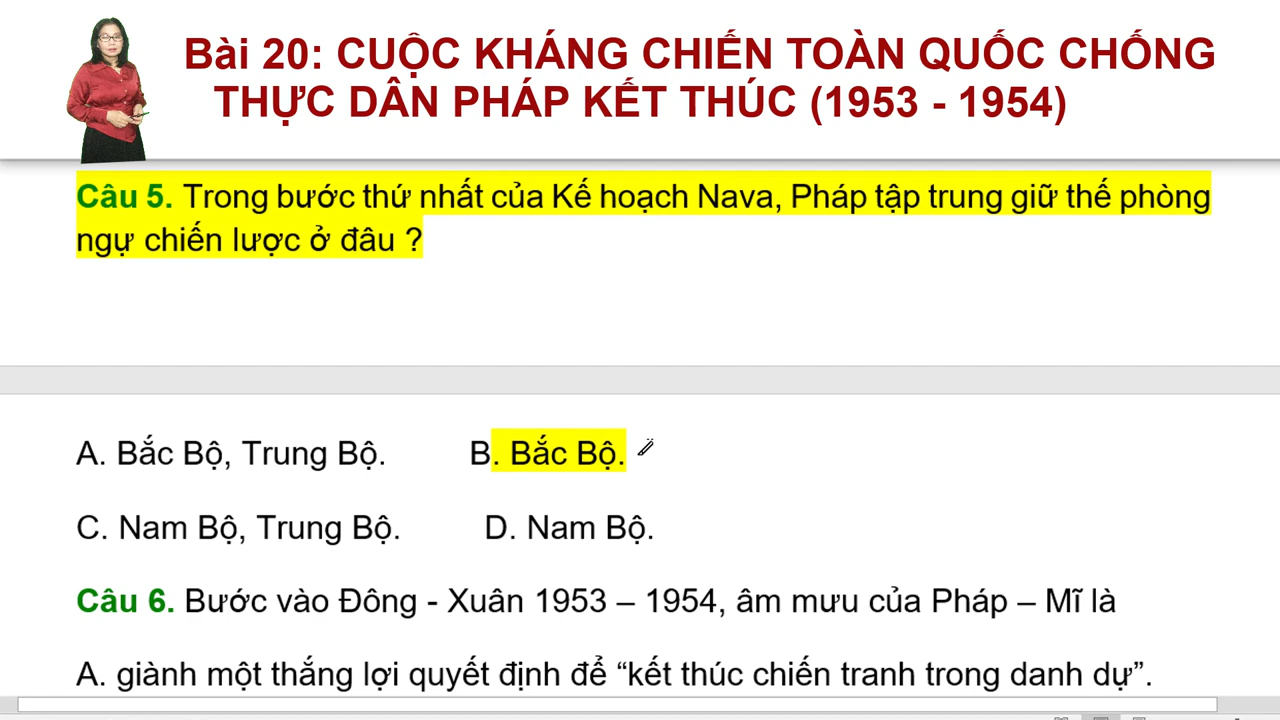 Bài 20: CUỘC KHÁNG CHIẾN TOÀN QUỐC CHỐNG
THỰC DÂN PHÁP KẾT THÚC (1953 - 1954)
Câu 5. Trong bước thứ nhất của Kế hoạch Nava, Pháp tập trung giữ thế phòng
ngự chiến lược ở đâu ?
A. Bắc Bộ, Trung Bộ. B. Bắc Bộ.
C. Nam Bộ, Trung Bộ. D. Nam Bộ.
Câu 6. Bước vào Đông - Xuân 1953 – 1954, âm mưu của Pháp – Mĩ là
A. giành một thắng lợi quyết định để “kết thúc chiến tranh trong danh dự”.